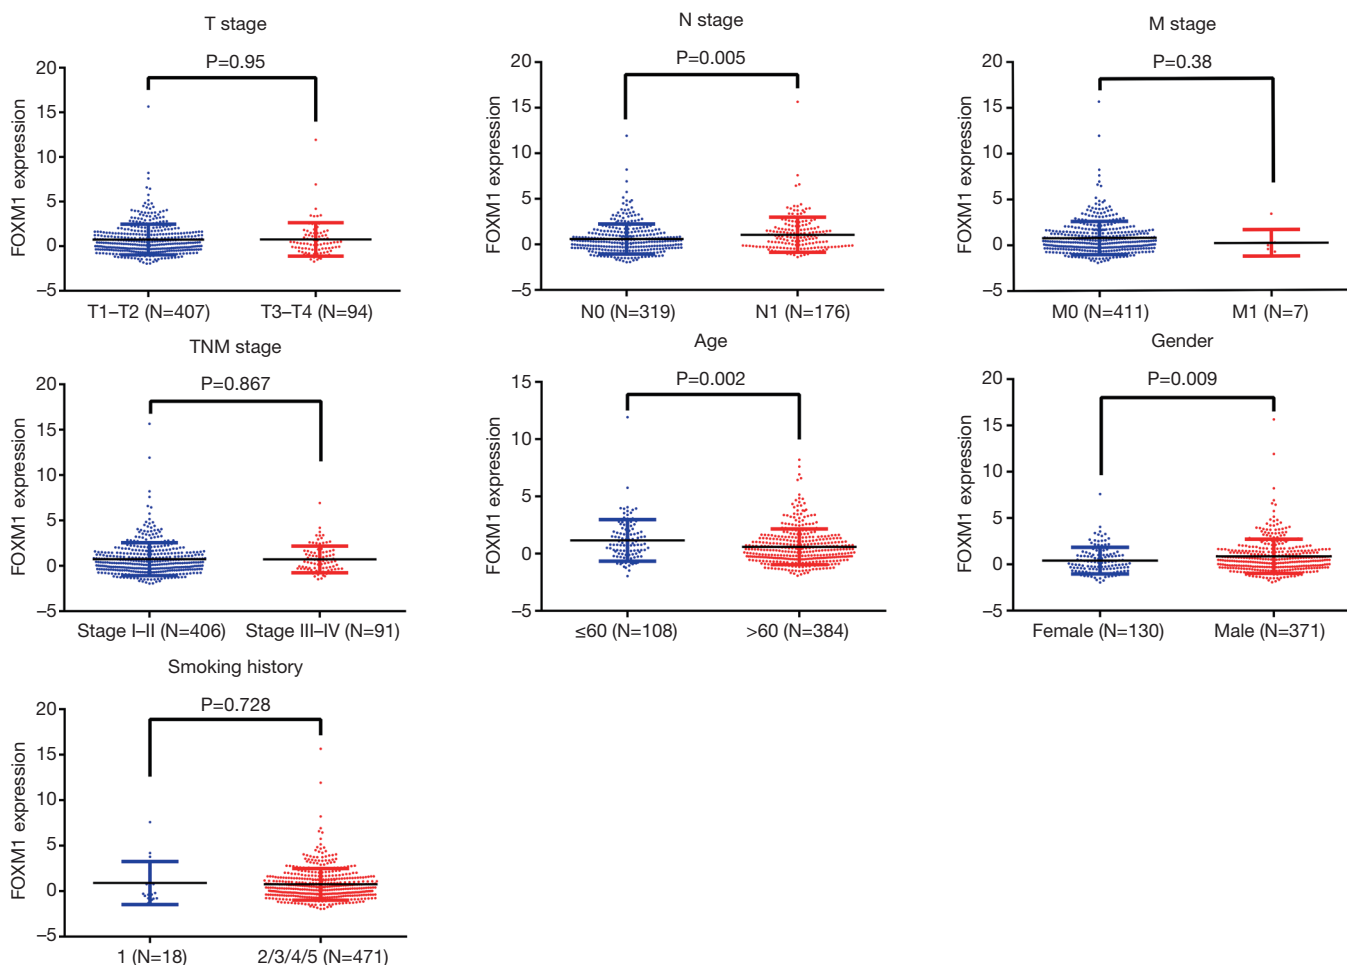 T stage
P=0.95
FOXM1 expression
20
15
10
5
0
–5
T1–T2 (N=407)
T3–T4 (N=94)
N stage
P=0.005
FOXM1 expression
20
15
10
5
0
–5
N0 (N=319)
N1 (N=176)
M stage
P=0.38
FOXM1 expression
20
15
10
5
0
–5
M0 (N=411)
M1 (N=7)
TNM stage
P=0.867
FOXM1 expression
20
15
10
5
0
–5
Stage I–II (N=406)
Stage III–IV (N=91)
Age
P=0.002
FOXM1 expression
15
10
5
0
–5
≤60 (N=108)
>60 (N=384)
Gender
P=0.009
FOXM1 expression
20
15
10
5
0
–5
Female (N=130)
Male (N=371)
Smoking history
P=0.728
FOXM1 expression
20
15
10
5
0
–5
1 (N=18)
2/3/4/5 (N=471)